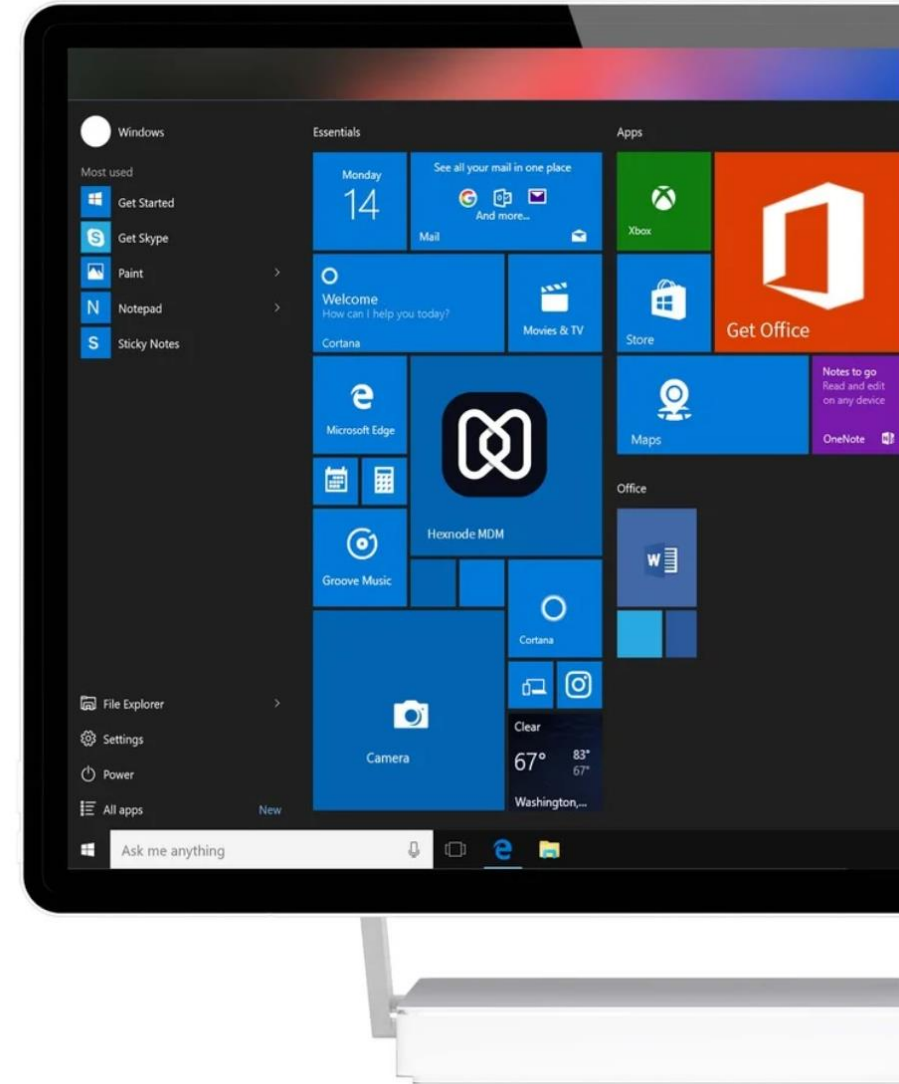 Windows
Most used
Get Started
S
Get Skype
Paint
N
Notepad
S
Sticky Notes
File Explorer
Settings
Power
All apps
New
Essentials
Monday
14
See all your mail in one place
And more...
Mail
Welcome
How can I help you today?
Cortana
Movies & TV
Microsoft Edge
Hexnode MDM
Groove Music
Cortana
Camera
Clear
67° 83°
67°
Washington,...
Apps
Xbox
Store
Get Office
Maps
Notes to go
Read and edit
on any device
OneNote
Office
W
Ask me anything